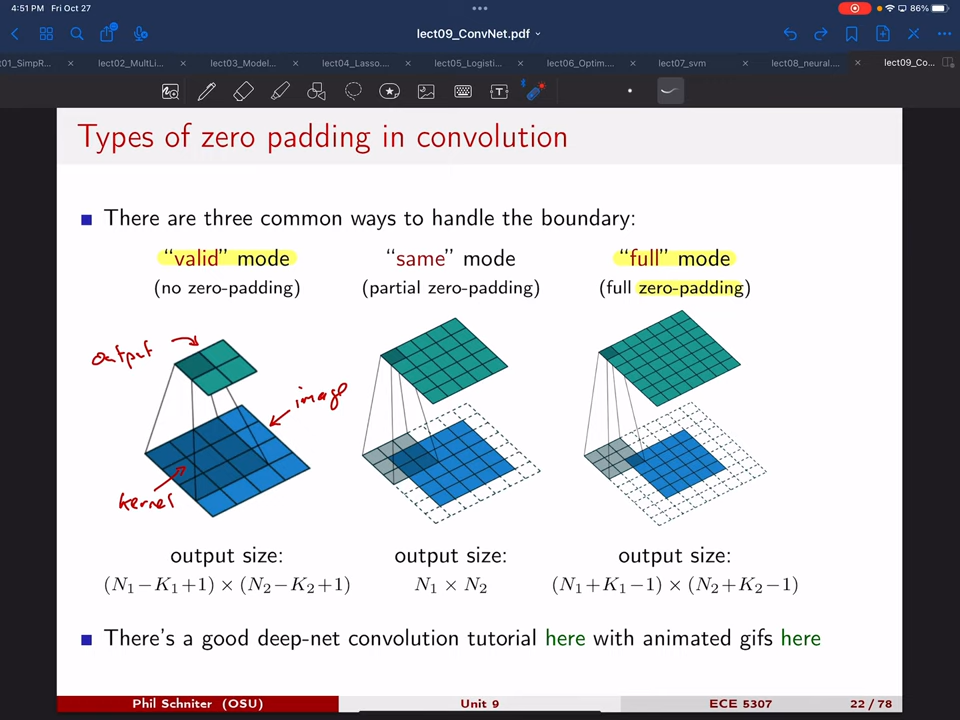 4:51 PM Fri Oct 27
86%
lect09_ConvNet.pdf
01_SimpR...
lect02_MultLi...
lect03_Model...
lect04_Lasso...
lect05_Logisti...
lect06_Optim...
lect07_svm
lect08_neural...
lect09_Co...
Types of zero padding in convolution
There are three common ways to handle the boundary:
“valid” mode
(no zero-padding)
“same” mode
(partial zero-padding)
“full” mode
(full zero-padding)
output
image
kernel
output size:
(N₁−K₁+1) × (N₂−K₂+1)
output size:
N₁ × N₂
output size:
(N₁+K₁−1) × (N₂+K₂−1)
There's a good deep-net convolution tutorial here with animated gifs here
Phil Schniter (OSU)
Unit 9
ECE 5307
22 / 78